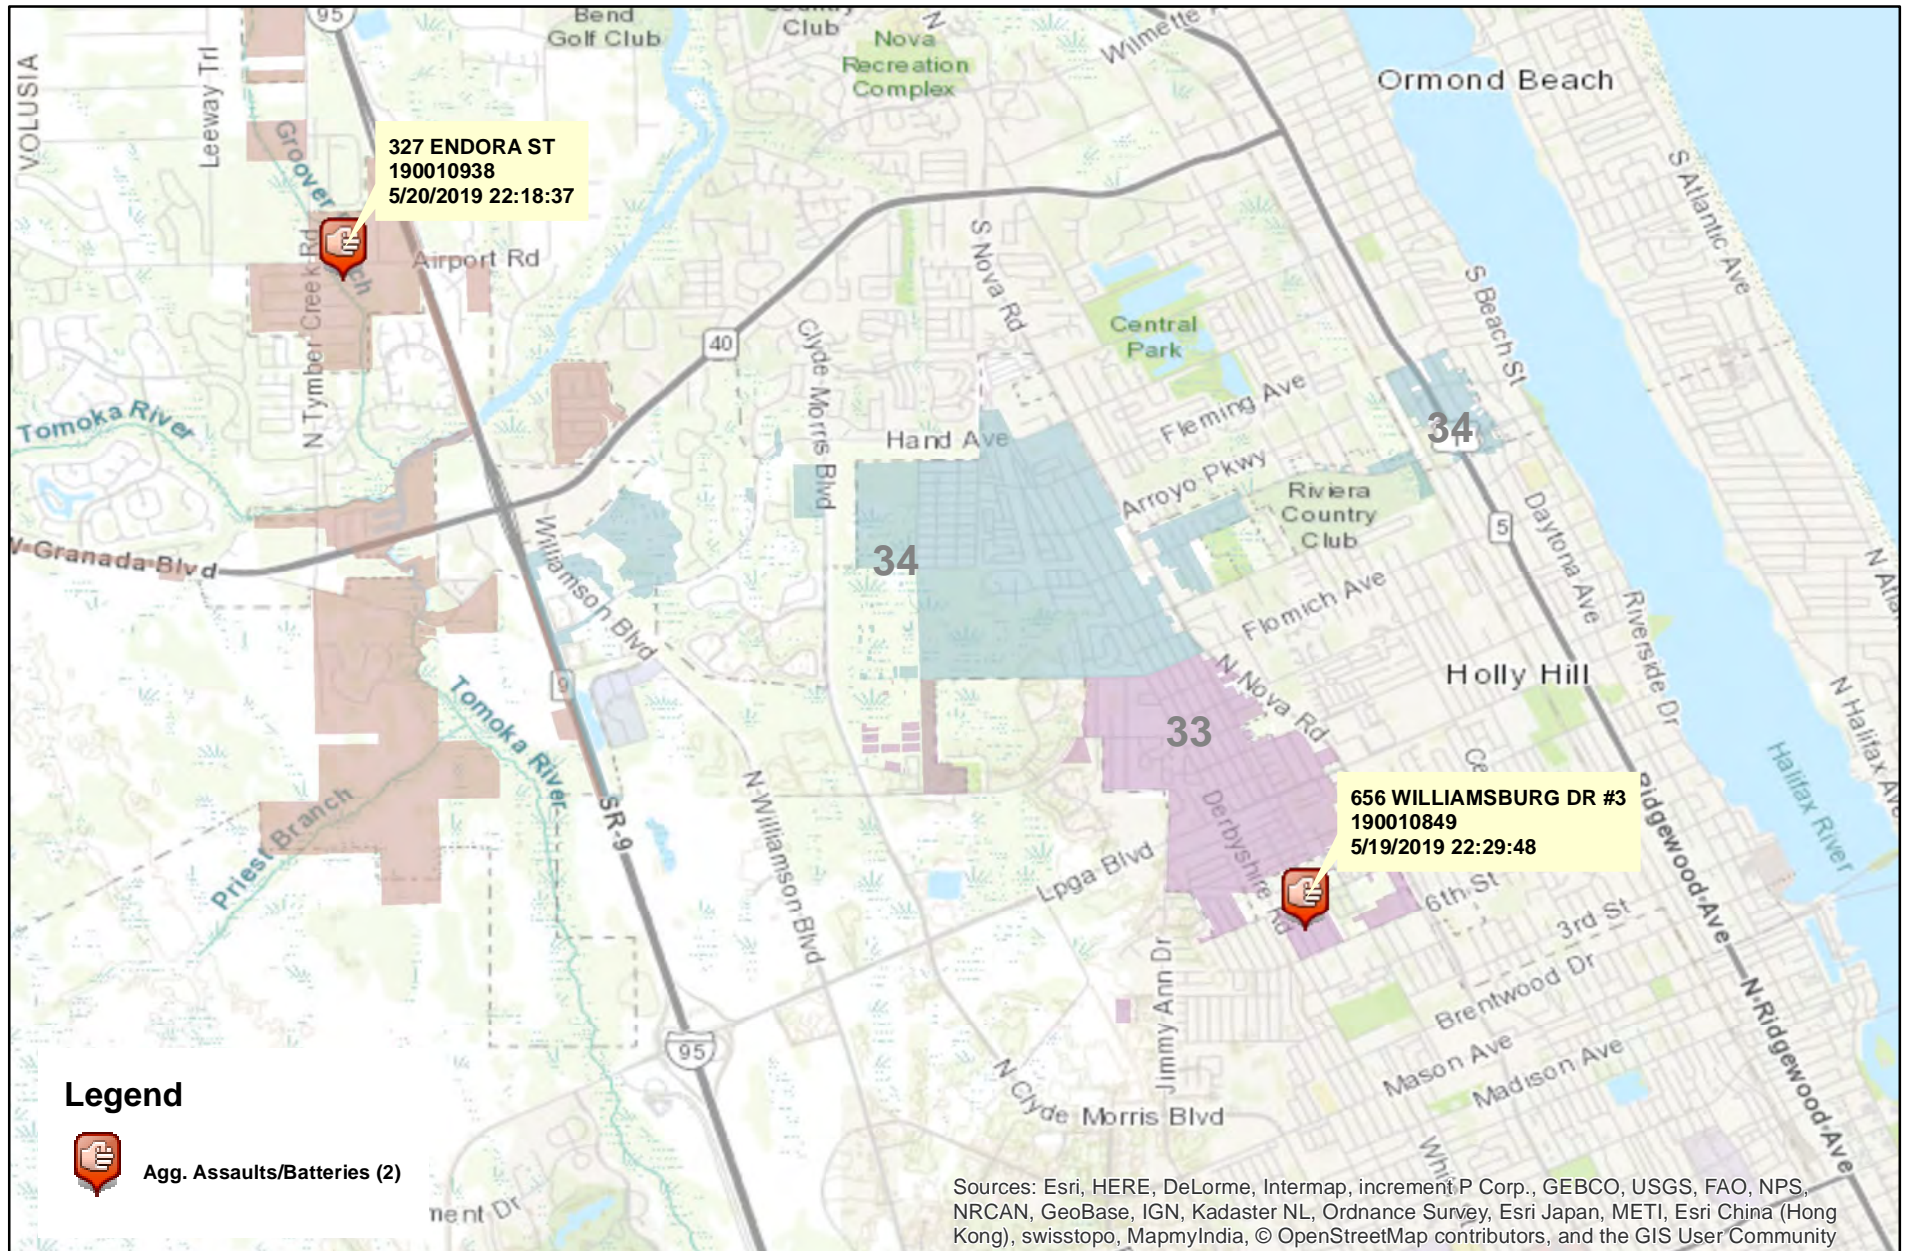 95
Bend
Golf Club
Country
Club
Nova
Recreation
Complex
Ormond Beach
VOLUSIA
Leeway Trl
S Atlantic Ave
327 ENDORA ST
190010938
5/20/2019 22:18:37
N Tymber Creek Rd
Airport Rd
S Nova Rd
S Beach St
Central
Park
40
Clyde Morris Blvd
Fleming Ave
Tomoka River
Hand Ave
34
Arroyo Pkwy
Riviera
Country
Club
5
Daytona Ave
34
Williamson Blvd
Flomich Ave
Riverside Dr
Holly Hill
N Nova Rd
N Halifax Ave
9
Tomoka River
33
Halifax River
Priest Branch
SR-9
N Williamson Blvd
Derbyshire Rd
656 WILLIAMSBURG DR #3
190010849
5/19/2019 22:29:48
Ridgewood Ave
Lpga Blvd
6th St
3rd St
Jimmy Ann Dr
Brentwood Dr
N Ridgewood Ave
95
Mason Ave
Madison Ave
N Clyde Morris Blvd
Legend
Agg. Assaults/Batteries (2)
ment Dr
Sources: Esri, HERE, DeLorme, Intermap, increment P Corp., GEBCO, USGS, FAO, NPS,
NRCAN, GeoBase, IGN, Kadaster NL, Ordnance Survey, Esri Japan, METI, Esri China (Hong
Kong), swisstopo, MapmyIndia, © OpenStreetMap contributors, and the GIS User Community